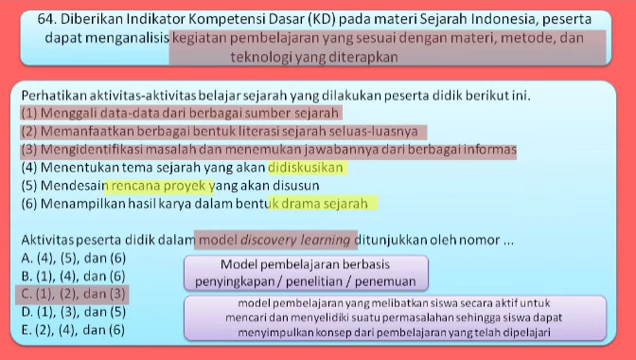 64. Diberikan Indikator Kompetensi Dasar (KD) pada materi Sejarah Indonesia, peserta
dapat menganalisis kegiatan pembelajaran yang sesuai dengan materi, metode, dan
teknologi yang diterapkan
Perhatikan aktivitas-aktivitas belajar sejarah yang dilakukan peserta didik berikut ini.
(1) Menggali data-data dari berbagai sumber sejarah
(2) Memanfaatkan berbagai bentuk literasi sejarah seluas-luasnya
(3) Mengidentifikasi masalah dan menemukan jawabannya dari berbagai informas
(4) Menentukan tema sejarah yang akan didiskusikan
(5) Mendesain rencana proyek yang akan disusun
(6) Menampilkan hasil karya dalam bentuk drama sejarah
Aktivitas peserta didik dalam model discovery learning ditunjukkan oleh nomor ...
A. (4), (5), dan (6)
B. (1), (4), dan (6)
C. (1), (2), dan (3)
D. (1), (3), dan (5)
E. (2), (4), dan (6)
Model pembelajaran berbasis
penyingkapan / penelitian / penemuan
model pembelajaran yang melibatkan siswa secara aktif untuk
mencari dan menyelidiki suatu permasalahan sehingga siswa dapat
menyimpulkan konsep dari pembelajaran yang telah dipelajari